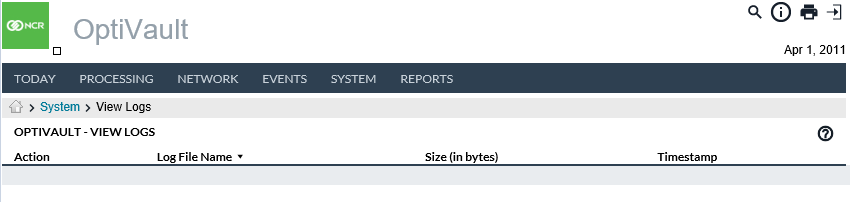 NCR
OptiVault
Apr 1, 2011
TODAY PROCESSING NETWORK EVENTS SYSTEM REPORTS
System View Logs
OPTIVAULT - VIEW LOGS
Action Log File Name Size (in bytes) Timestamp